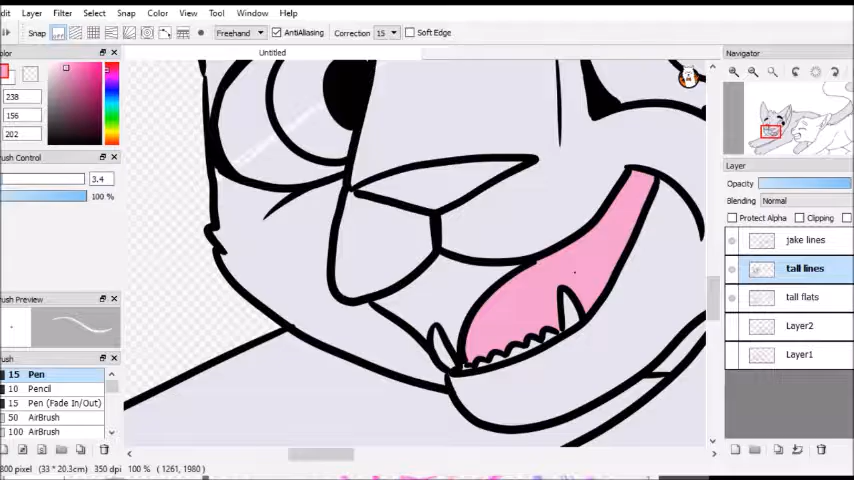 dit Layer Filter Select Snap Color View Window Help
Snap off Freehand AntiAliasing Correction 15 Soft Edge
olor Untitled Navigator
238
156
202
rush Control
3.4
100 %
Layer
Opacity
Blending Normal
Protect Alpha Clipping
jake lines
tall lines
tall flats
Layer2
Layer1
rush Preview
rush
15 Pen
10 Pencil
15 Pen (Fade In/Out)
50 AirBrush
100 AirBrush
800 pixel (33 * 20.3cm) 350 dpi 100 % ( 1261, 1980 )